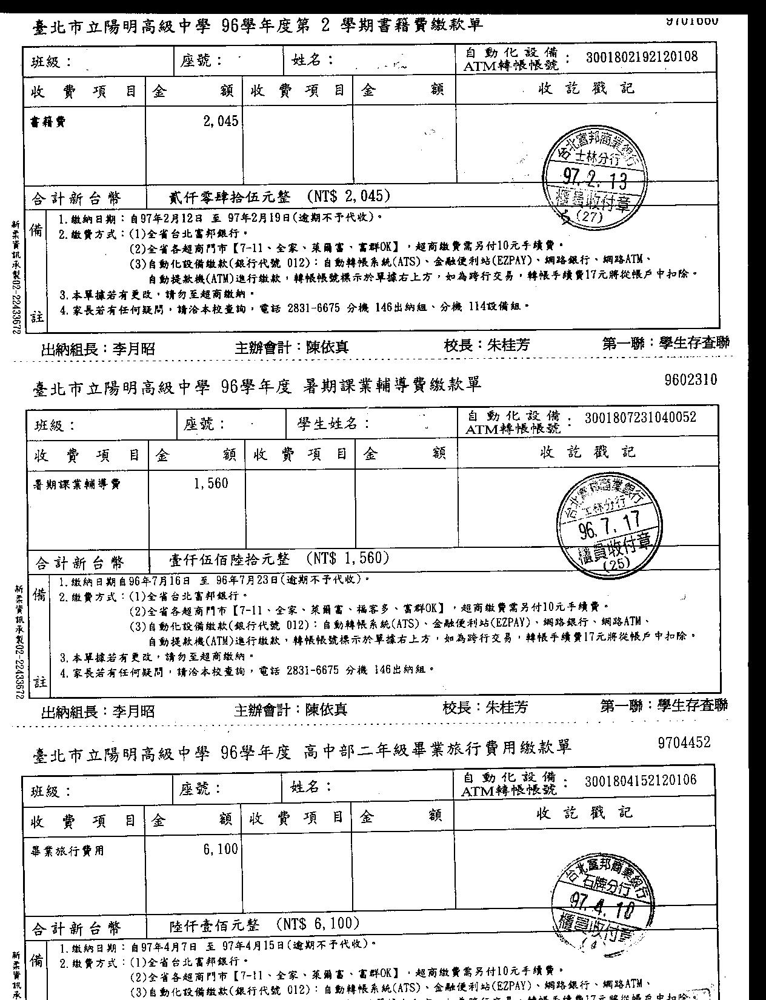 臺北市立陽明高級中學 96學年度第 2 學期書籍費繳款單
9701660
班級： 座號： 姓名： 自動化設備 ATM轉帳帳號： 3001802192120108
收費項目 金額 收費項目 金額 收訖戳記
書籍費 2,045
台北富邦商業銀行
士林分行
97.2.13
櫃員收付章
(27)
合計新台幣 貳仟零肆拾伍元整 (NT$ 2,045)
備註
1.繳納日期：自97年2月12日 至 97年2月19日(逾期不予代收)。
2.繳費方式：(1)全省台北富邦銀行。
(2)全省各超商門市【7-11、全家、萊爾富、富群OK】，超商繳費需另付10元手續費。
(3)自動化設備繳款(銀行代號 012)：自動轉帳系統(ATS)、金融便利站(EZPAY)、網路銀行、網路ATM、
自動提款機(ATM)進行繳款，轉帳帳號標示於單據右上方，如為跨行交易，轉帳手續費17元將從帳戶中扣除。
3.本單據若有更改，請勿至超商繳納。
4.家長若有任何疑問，請洽本校查詢，電話 2831-6675 分機 146出納組、分機 114設備組。
新柔資訊承製02-22433672
出納組長：李月昭 主辦會計：陳依真 校長：朱桂芳 第一聯：學生存查聯
臺北市立陽明高級中學 96學年度 暑期課業輔導費繳款單
9602310
班級： 座號： 學生姓名： 自動化設備 ATM轉帳帳號： 3001807231040052
收費項目 金額 收費項目 金額 收訖戳記
暑期課業輔導費 1,560
台北富邦商業銀行
士林分行
96.7.17
櫃員收付章
(25)
合計新台幣 壹仟伍佰陸拾元整 (NT$ 1,560)
備註
1.繳納日期自96年7月16日 至 96年7月23日(逾期不予代收)。
2.繳費方式：(1)全省台北富邦銀行。
(2)全省各超商門市【7-11、全家、萊爾富、福客多、富群OK】，超商繳費需另付10元手續費。
(3)自動化設備繳款(銀行代號 012)：自動轉帳系統(ATS)、金融便利站(EZPAY)、網路銀行、網路ATM、
自動提款機(ATM)進行繳款，轉帳帳號標示於單據右上方，如為跨行交易，轉帳手續費17元將從帳戶中扣除。
3.本單據若有更改，請勿至超商繳納。
4.家長若有任何疑問，請洽本校查詢，電話 2831-6675 分機 146出納組。
新柔資訊承製02-22433672
出納組長：李月昭 主辦會計：陳依真 校長：朱桂芳 第一聯：學生存查聯
臺北市立陽明高級中學 96學年度 高中部二年級畢業旅行費用繳款單
9704452
班級： 座號： 姓名： 自動化設備 ATM轉帳帳號： 3001804152120106
收費項目 金額 收費項目 金額 收訖戳記
畢業旅行費用 6,100
台北富邦商業銀行
石牌分行
97.4.10
櫃員收付章
合計新台幣 陸仟壹佰元整 (NT$ 6,100)
備
1.繳納日期：自97年4月7日 至 97年4月15日(逾期不予代收)。
2.繳費方式：(1)全省台北富邦銀行。
(2)全省各超商門市【7-11、全家、萊爾富、富群OK】，超商繳費需另付10元手續費。
(3)自動化設備繳款(銀行代號 012)：自動轉帳系統(ATS)、金融便利站(EZPAY)、網路銀行、網路ATM、
轉帳手續費17元將從帳戶中扣除
新柔資訊承